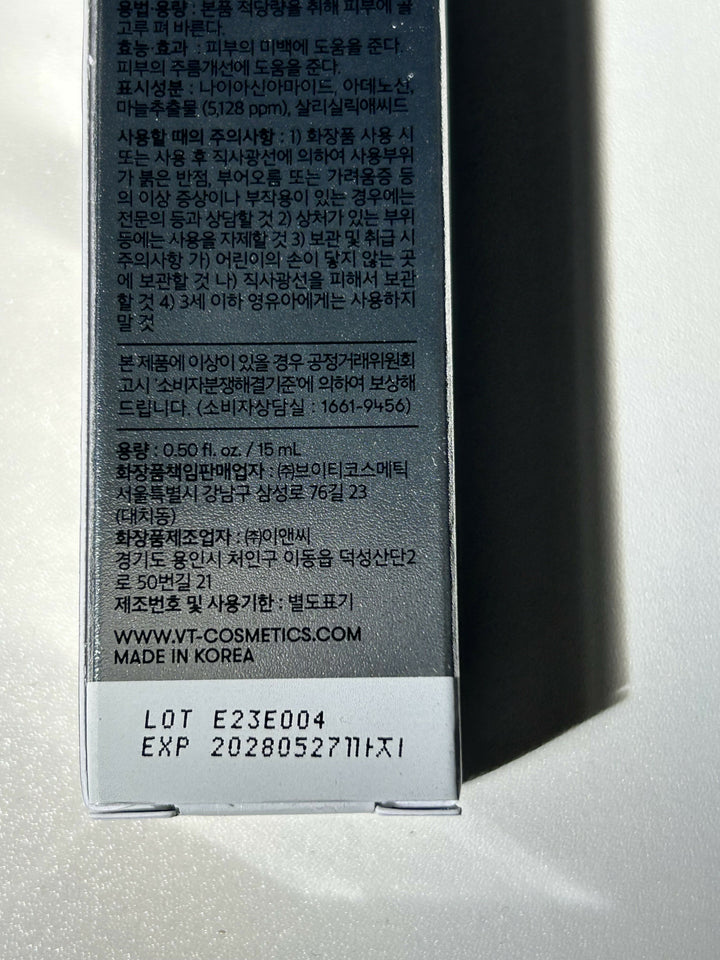 용법·용량 : 본품 적당량을 취해 피부에 골
고루 펴 바른다.
효능·효과 : 피부의 미백에 도움을 준다.
피부의 주름개선에 도움을 준다.
표시성분 : 나이아신아마이드, 아데노신,
마늘추출물 (5,128 ppm), 살리실릭애씨드
사용할 때의 주의사항 : 1) 화장품 사용 시
또는 사용 후 직사광선에 의하여 사용부위
가 붉은 반점, 부어오름 또는 가려움증 등
의 이상 증상이나 부작용이 있는 경우에는
전문의 등과 상담할 것 2) 상처가 있는 부위
등에는 사용을 자제할 것 3) 보관 및 취급 시
주의사항 가) 어린이의 손이 닿지 않는 곳
에 보관할 것 나) 직사광선을 피해서 보관
할 것 4) 3세 이하 영유아에게는 사용하지
말 것
본 제품에 이상이 있을 경우 공정거래위원회
고시 '소비자분쟁해결기준'에 의하여 보상해
드립니다. (소비자상담실 : 1661-9456)
용량 : 0.50 fl. oz. / 15 mL
화장품책임판매업자 : ㈜브이티코스메틱
서울특별시 강남구 삼성로 76길 23
(대치동)
화장품제조업자 : ㈜이앤씨
경기도 용인시 처인구 이동읍 덕성산단2
로 50번길 21
제조번호 및 사용기한 : 별도표기
WWW.VT-COSMETICS.COM
MADE IN KOREA
LOT E23E004
EXP 20280527까지